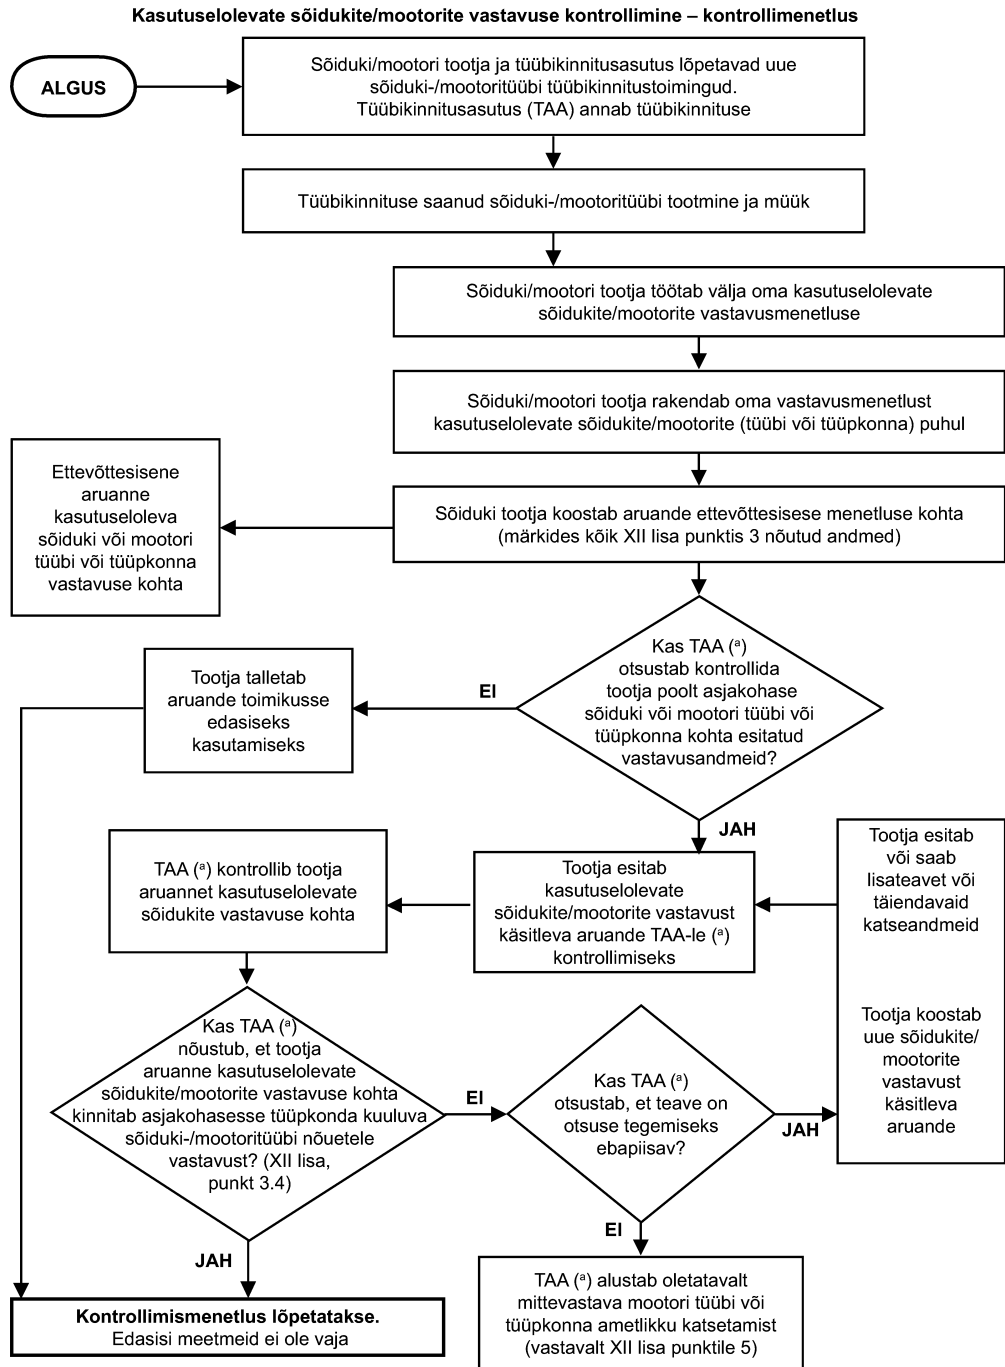 Kasutuselolevate sõidukite/mootorite vastavuse kontrollimine – kontrollimenetlus
ALGUS
Sõiduki/mootori tootja ja tüübikinnitusasutus lõpetavad uue
sõiduki-/mootoritüübi tüübikinnitustoimingud.
Tüübikinnitusasutus (TAA) annab tüübikinnituse
Tüübikinnituse saanud sõiduki-/mootoritüübi tootmine ja müük
Sõiduki/mootori tootja töötab välja oma kasutuselolevate
sõidukite/mootorite vastavusmenetluse
Sõiduki/mootori tootja rakendab oma vastavusmenetlust
kasutuselolevate sõidukite/mootorite (tüübi või tüüpkonna) puhul
Ettevõttesisene
aruanne
kasutuseloleva
sõiduki või mootori
tüübi või tüüpkonna
vastavuse kohta
Sõiduki tootja koostab aruande ettevõttesisese menetluse kohta
(märkides kõik XII lisa punktis 3 nõutud andmed)
Kas TAA (ᵃ)
otsustab kontrollida
tootja poolt asjakohase
sõiduki või mootori tüübi või
tüüpkonna kohta esitatud
vastavusandmeid?
EI
Tootja talletab
aruande toimikusse
edasiseks
kasutamiseks
JAH
Tootja esitab
või saab
lisateavet või
täiendavaid
katseandmeid
Tootja koostab
uue sõidukite/
mootorite
vastavust
käsitleva
aruande
Tootja esitab
kasutuselolevate
sõidukite/mootorite vastavust
käsitleva aruande TAA-le (ᵃ)
kontrollimiseks
TAA (ᵃ) kontrollib tootja
aruannet kasutuselolevate
sõidukite vastavuse kohta
Kas TAA (ᵃ)
nõustub, et tootja
aruanne kasutuselolevate
sõidukite/mootorite vastavuse kohta
kinnitab asjakohasesse tüüpkonda kuuluva
sõiduki-/mootoritüübi nõuetele
vastavust? (XII lisa,
punkt 3.4)
EI
Kas TAA (ᵃ)
otsustab, et teave on
otsuse tegemiseks
ebapiisav?
JAH
EI
JAH
TAA (ᵃ) alustab oletatavalt
mittevastava mootori tüübi või
tüüpkonna ametlikku katsetamist
(vastavalt XII lisa punktile 5)
Kontrollimismenetlus lõpetatakse.
Edasisi meetmeid ei ole vaja